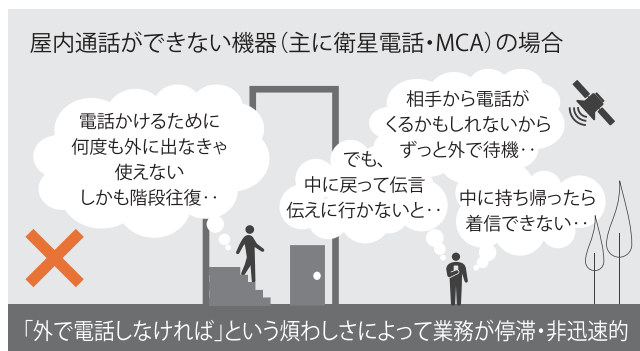 屋内通話ができない機器（主に衛星電話・MCA）の場合
電話かけるために
何度も外に出なきゃ
使えない
しかも階段往復‥
相手から電話が
くるかもしれないから
ずっと外で待機‥
でも、
中に戻って伝言
伝えに行かないと‥
中に持ち帰ったら
着信できない‥
「外で電話しなければ」という煩わしさによって業務が停滞・非迅速的